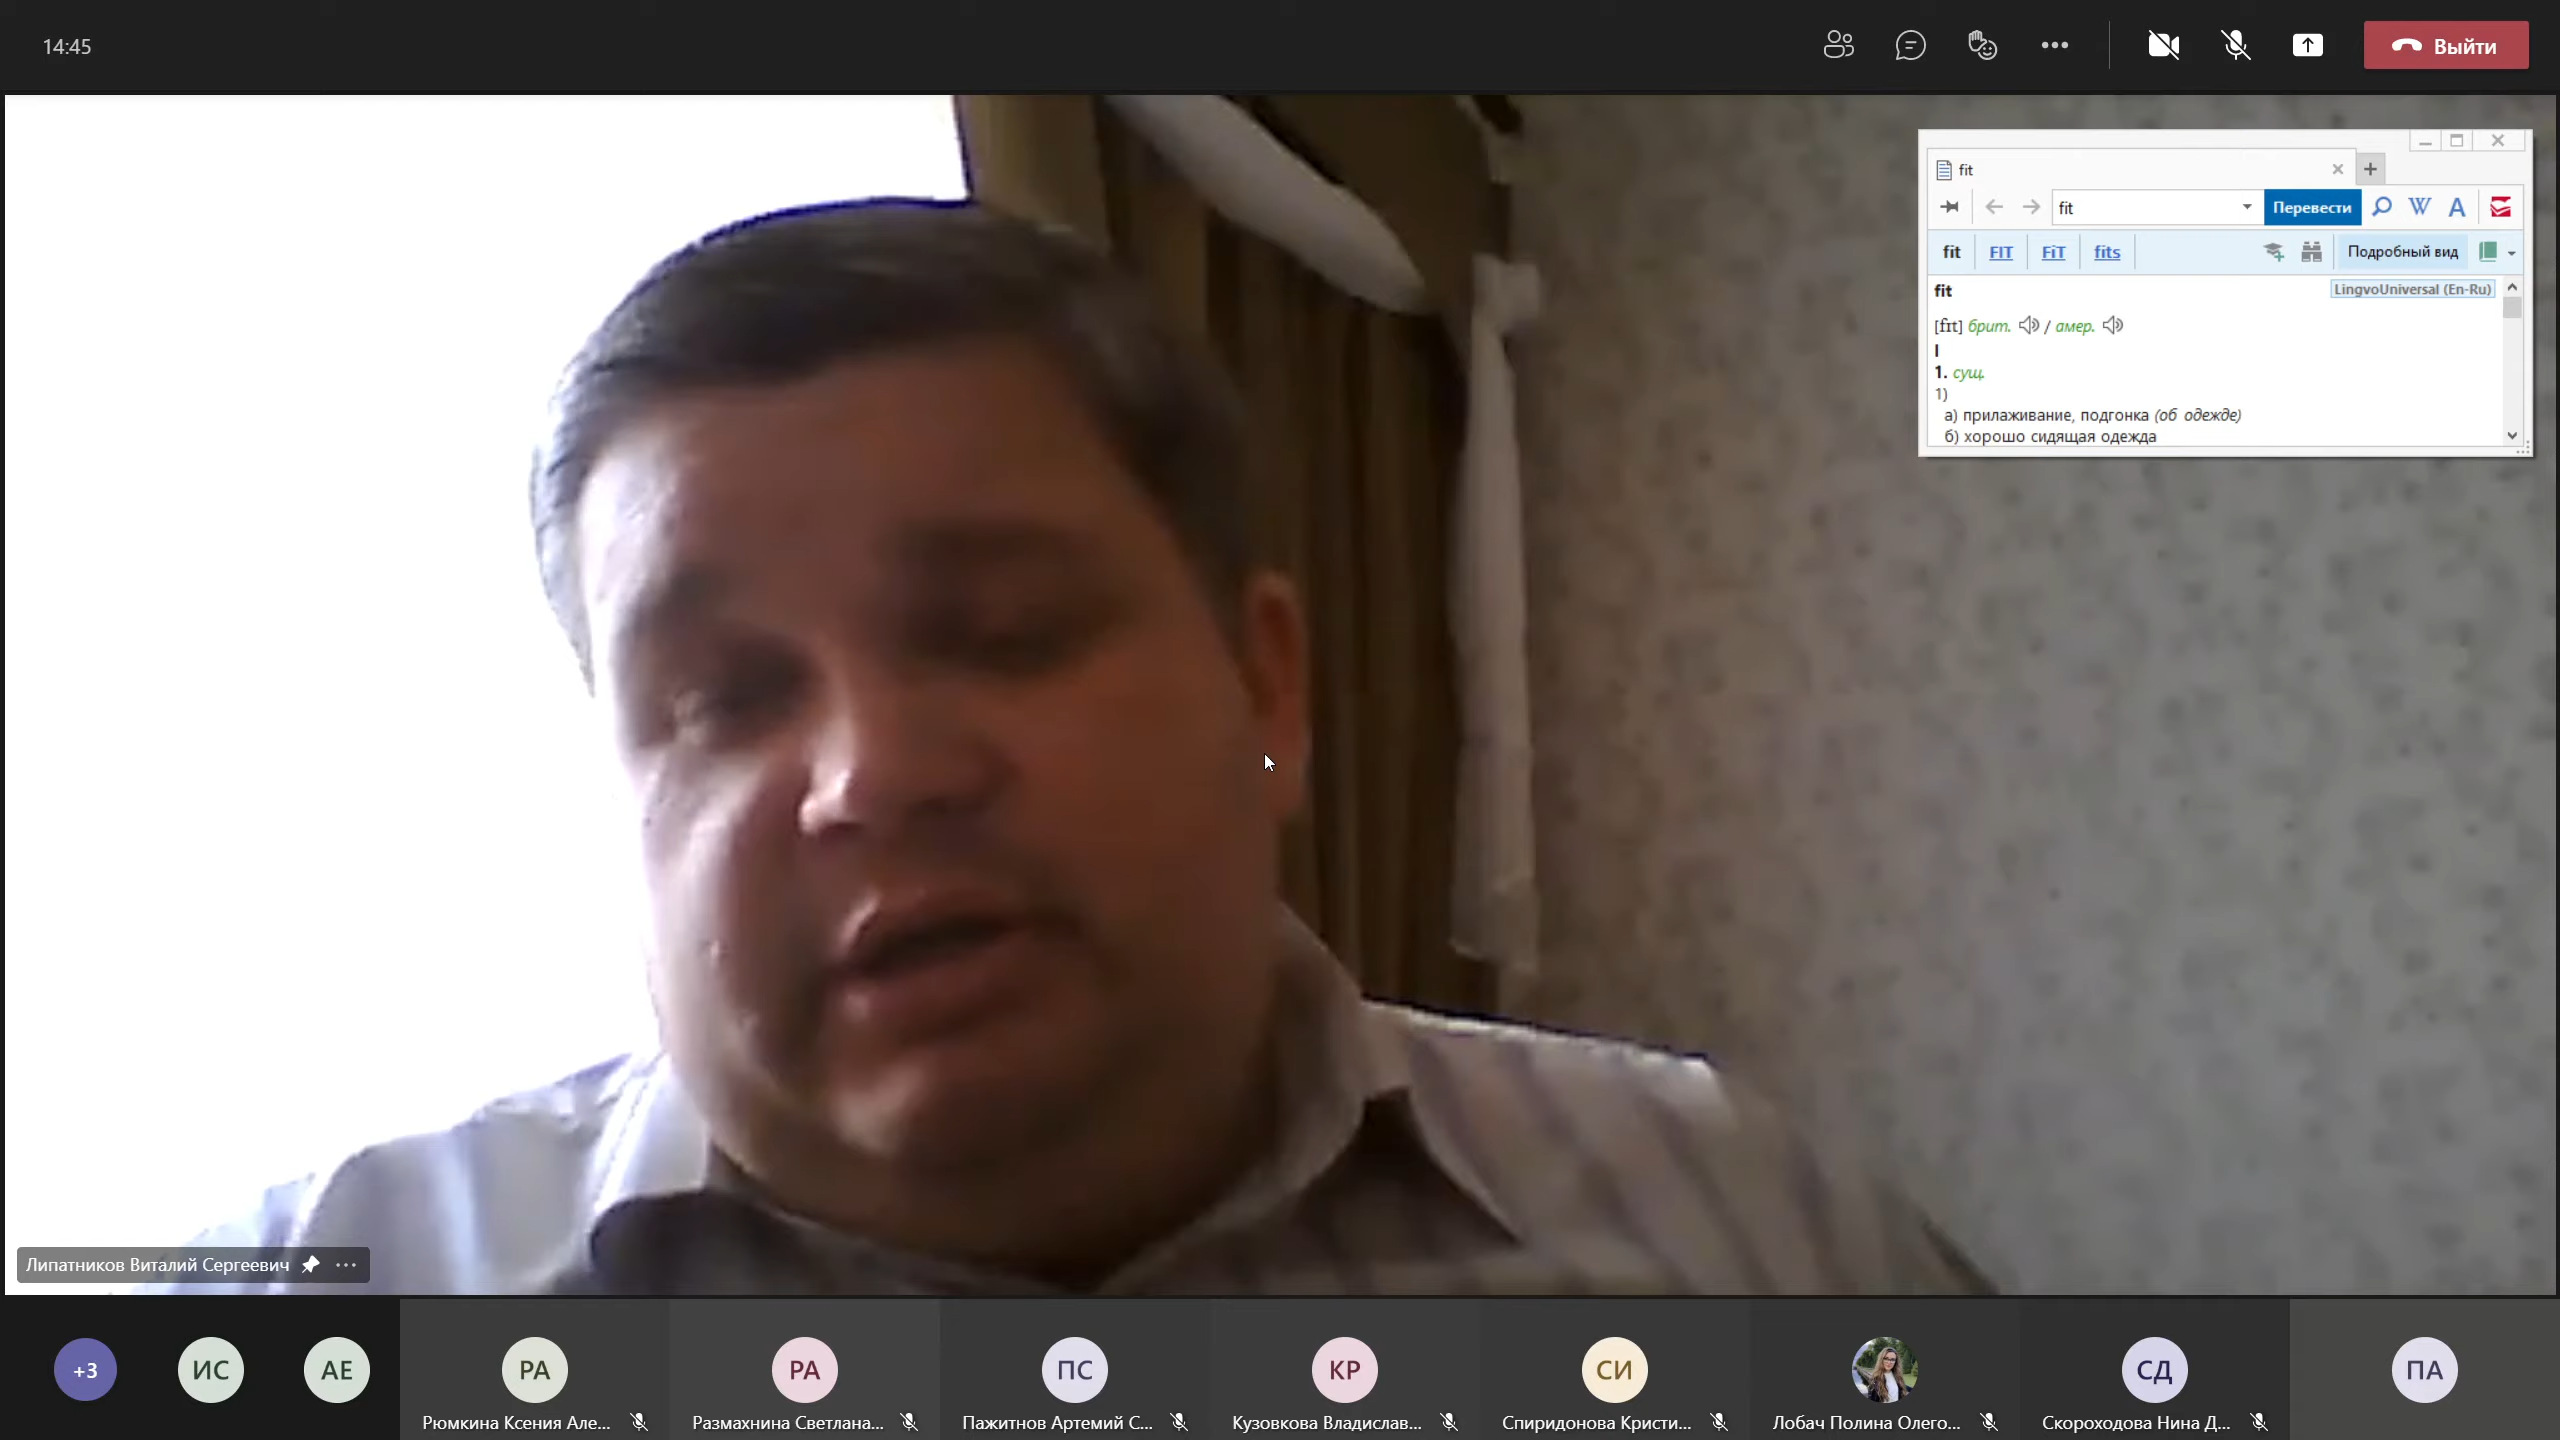 14:45
Выйти
fit
fit
Перевести
W
A
fit
FIT
FiT
fits
Подробный вид
fit
LingvoUniversal (En-Ru)
[fɪt] брит. / амер.
I
1. сущ.
1)
а) прилаживание, подгонка (об одежде)
б) хорошо сидящая одежда
Липатников Виталий Сергеевич
+3
ИС
АЕ
РА
РА
ПС
КР
СИ
СД
ПА
Рюмкина Ксения Але...
Размахнина Светлана...
Пажитнов Артемий С...
Кузовкова Владислав...
Спиридонова Кристи...
Лобач Полина Олего...
Скороходова Нина Д...